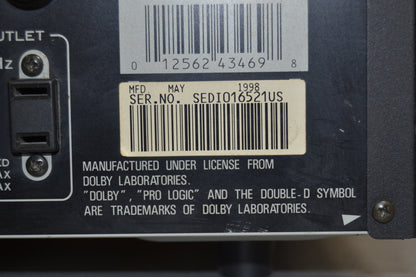 OUTLET
Hz
0 12562 43469 8
MFD MAY 1998
SER.NO. SEDI016521US
ED
AX
AX
MANUFACTURED UNDER LICENSE FROM
DOLBY LABORATORIES.
"DOLBY", "PRO LOGIC" AND THE DOUBLE-D SYMBOL
ARE TRADEMARKS OF DOLBY LABORATORIES.